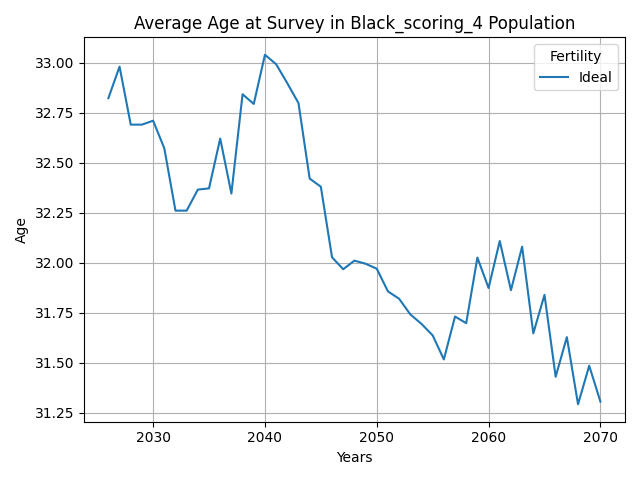 Average Age at Survey in Black_scoring_4 Population
Fertility
Ideal
33.00
32.75
32.50
32.25
32.00
31.75
31.50
31.25
Age
2030 2040 2050 2060 2070
Years